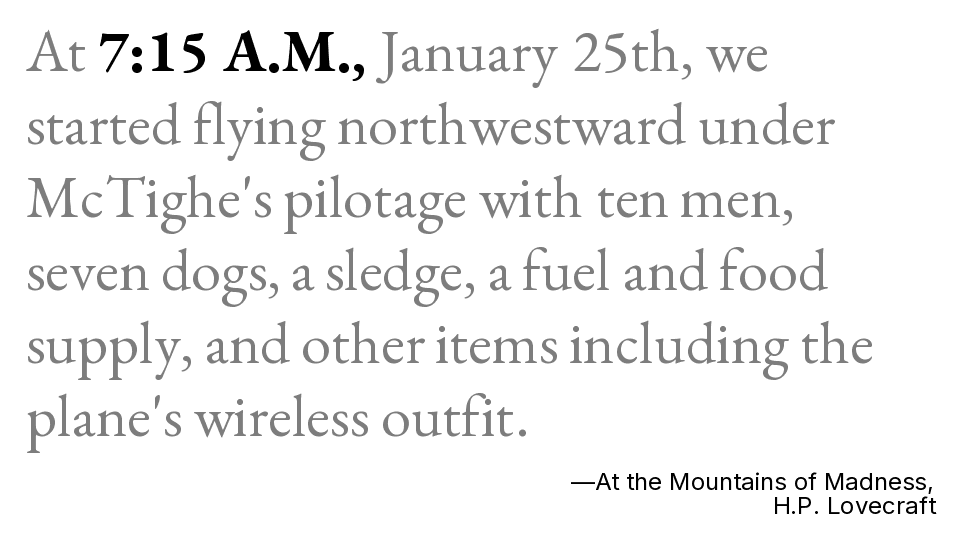 At 7:15 A.M., January 25th, we
started flying northwestward under
McTighe's pilotage with ten men,
seven dogs, a sledge, a fuel and food
supply, and other items including the
plane's wireless outfit.
—At the Mountains of Madness,
H.P. Lovecraft